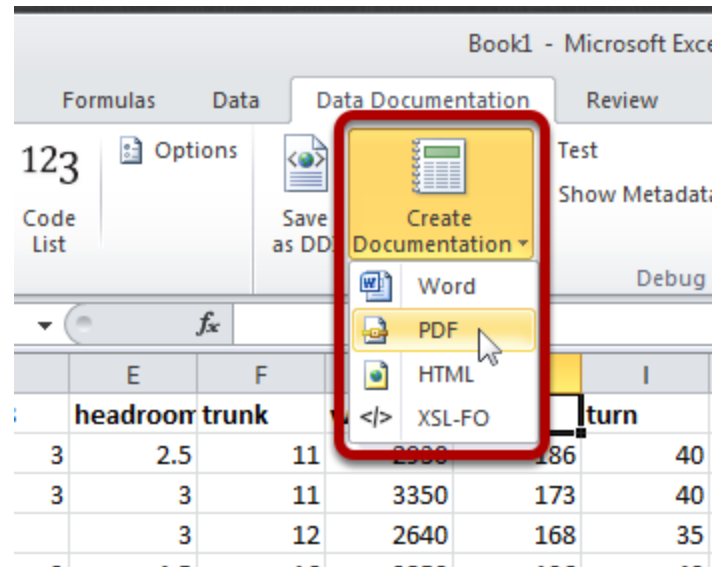 Book1 - Microsoft Exce
Formulas Data Data Documentation Review
123 Options Test
Show Metadata
Code Save Create
List as DD Documentation
Debug
Word
fx
PDF
HTML
XSL-FO
E F I
headroom trunk turn
3 2.5 11 2930 186 40
3 3 11 3350 173 40
3 12 2640 168 35